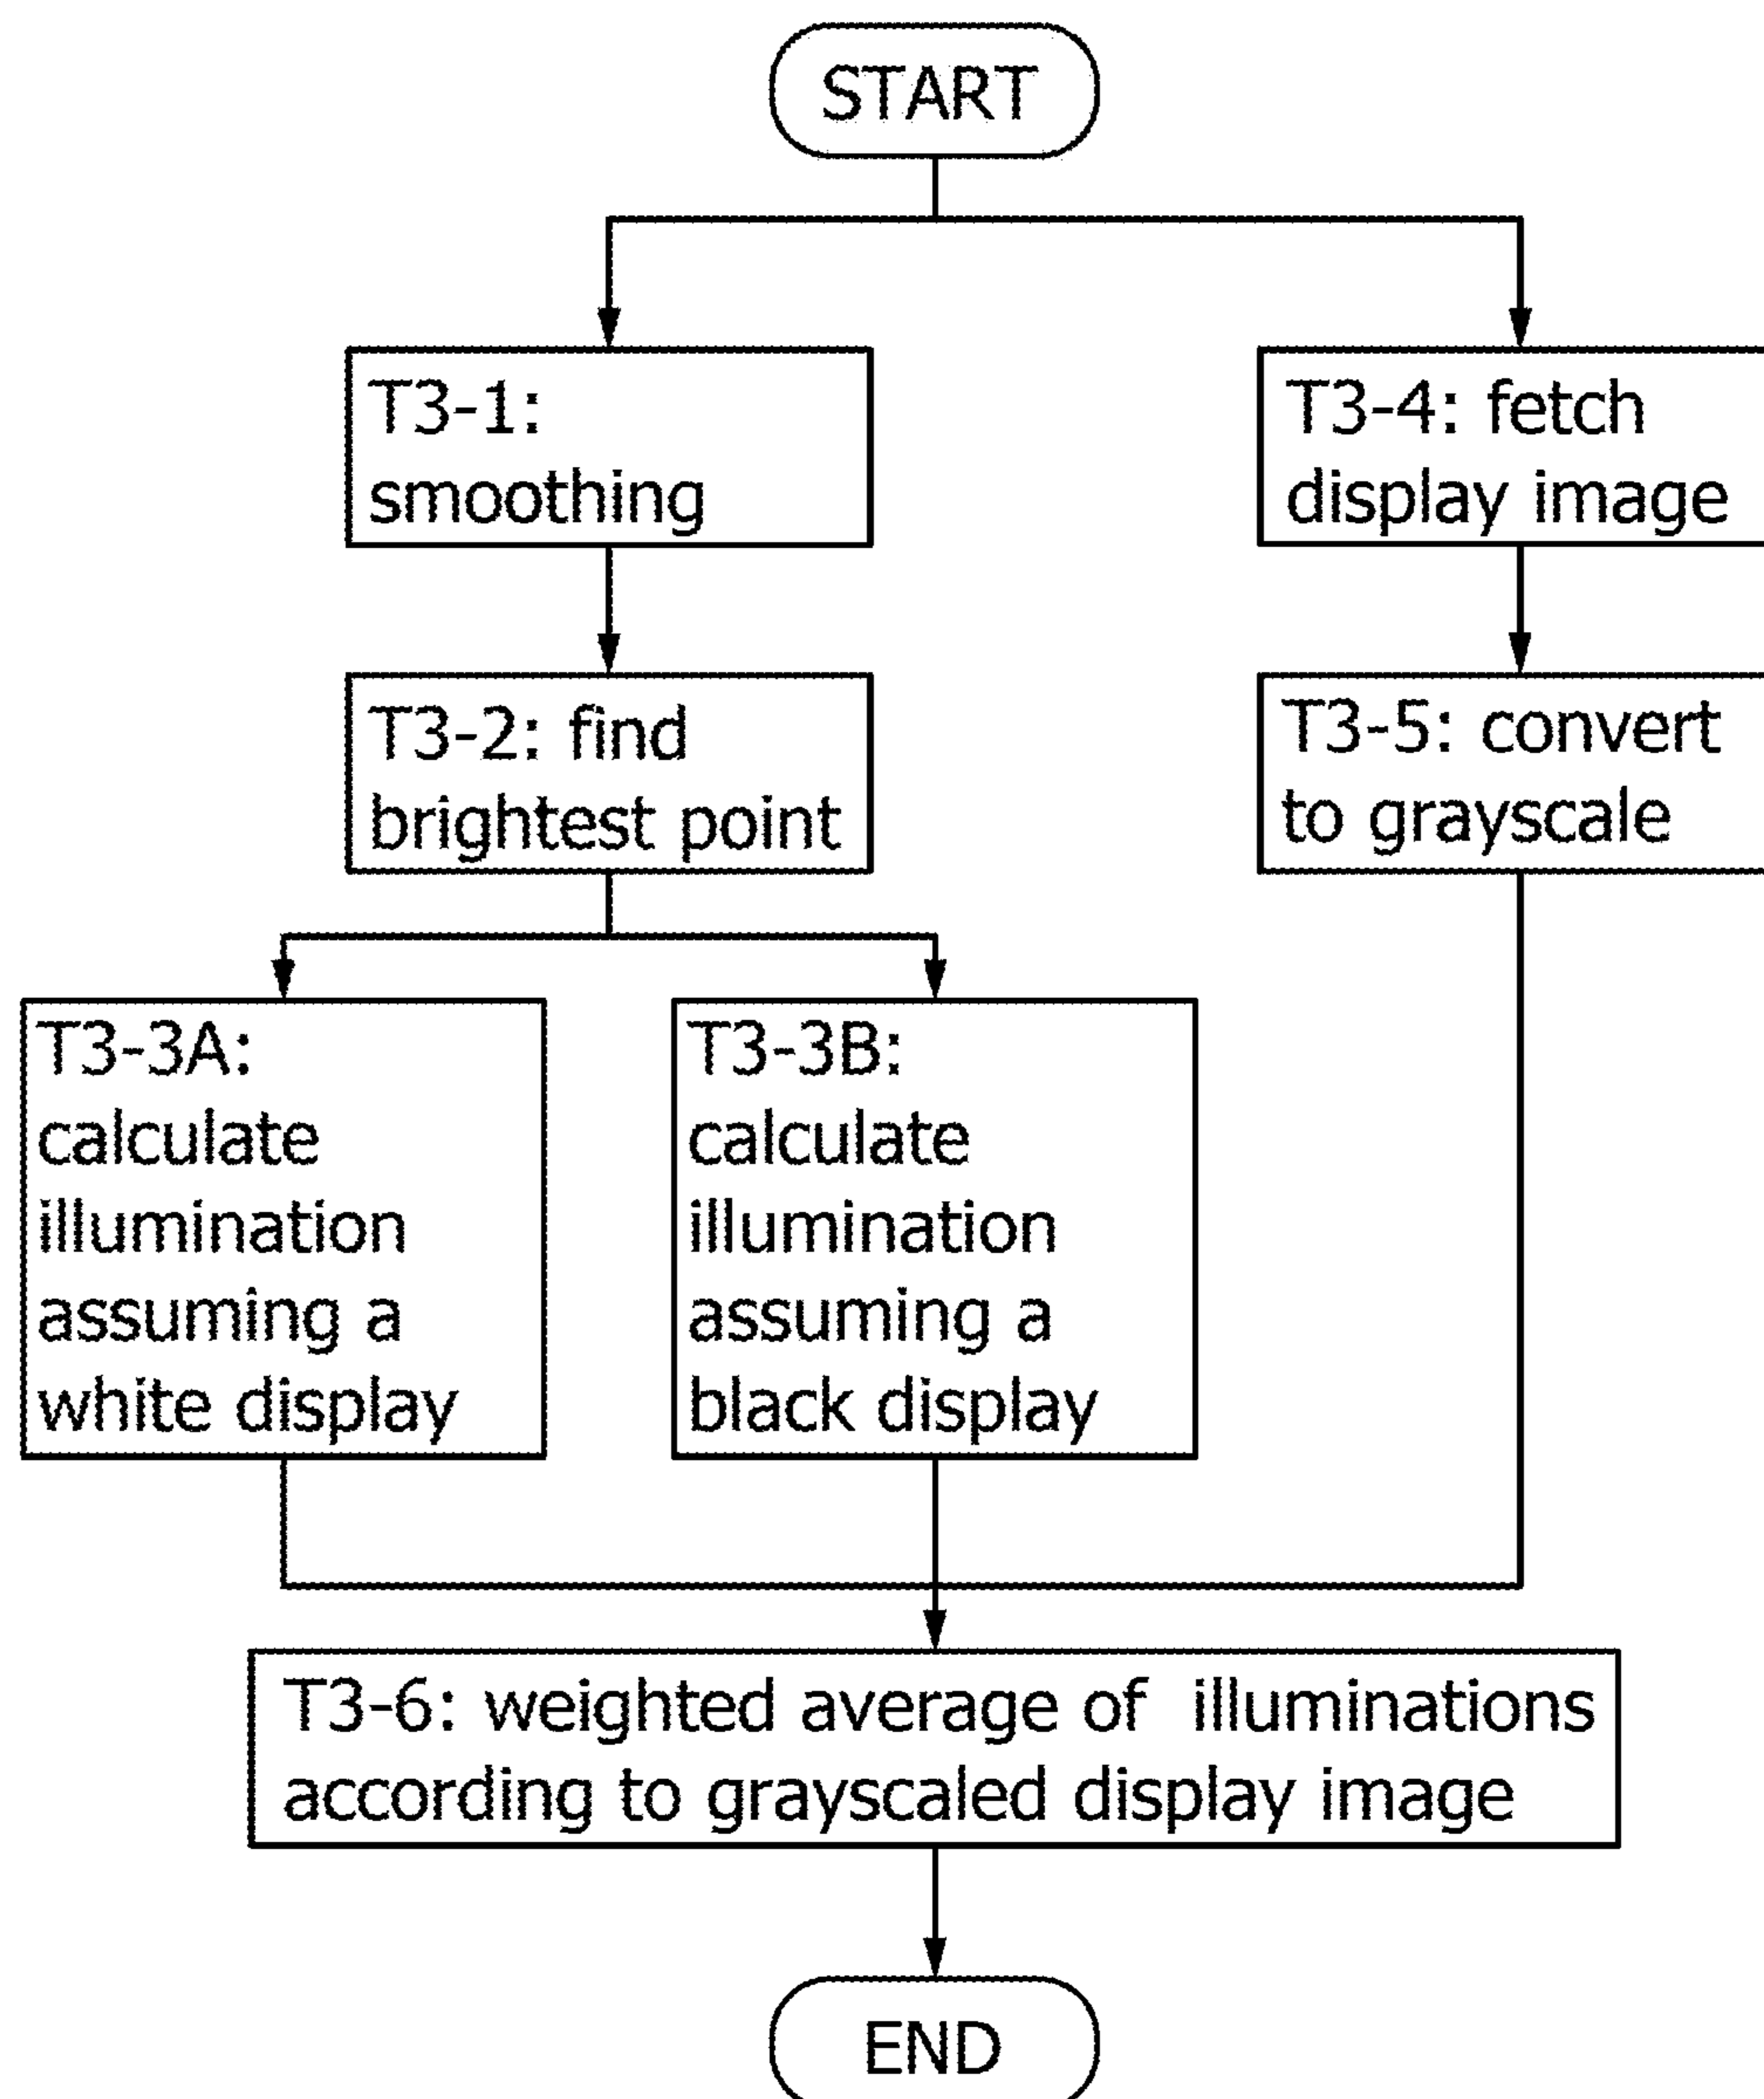 START
T3-1:
smoothing
T3-4: fetch
display image
T3-2: find
brightest point
T3-5: convert
to grayscale
T3-3A:
calculate
illumination
assuming a
white display
T3-3B:
calculate
illumination
assuming a
black display
T3-6: weighted average of illuminations
according to grayscaled display image
END